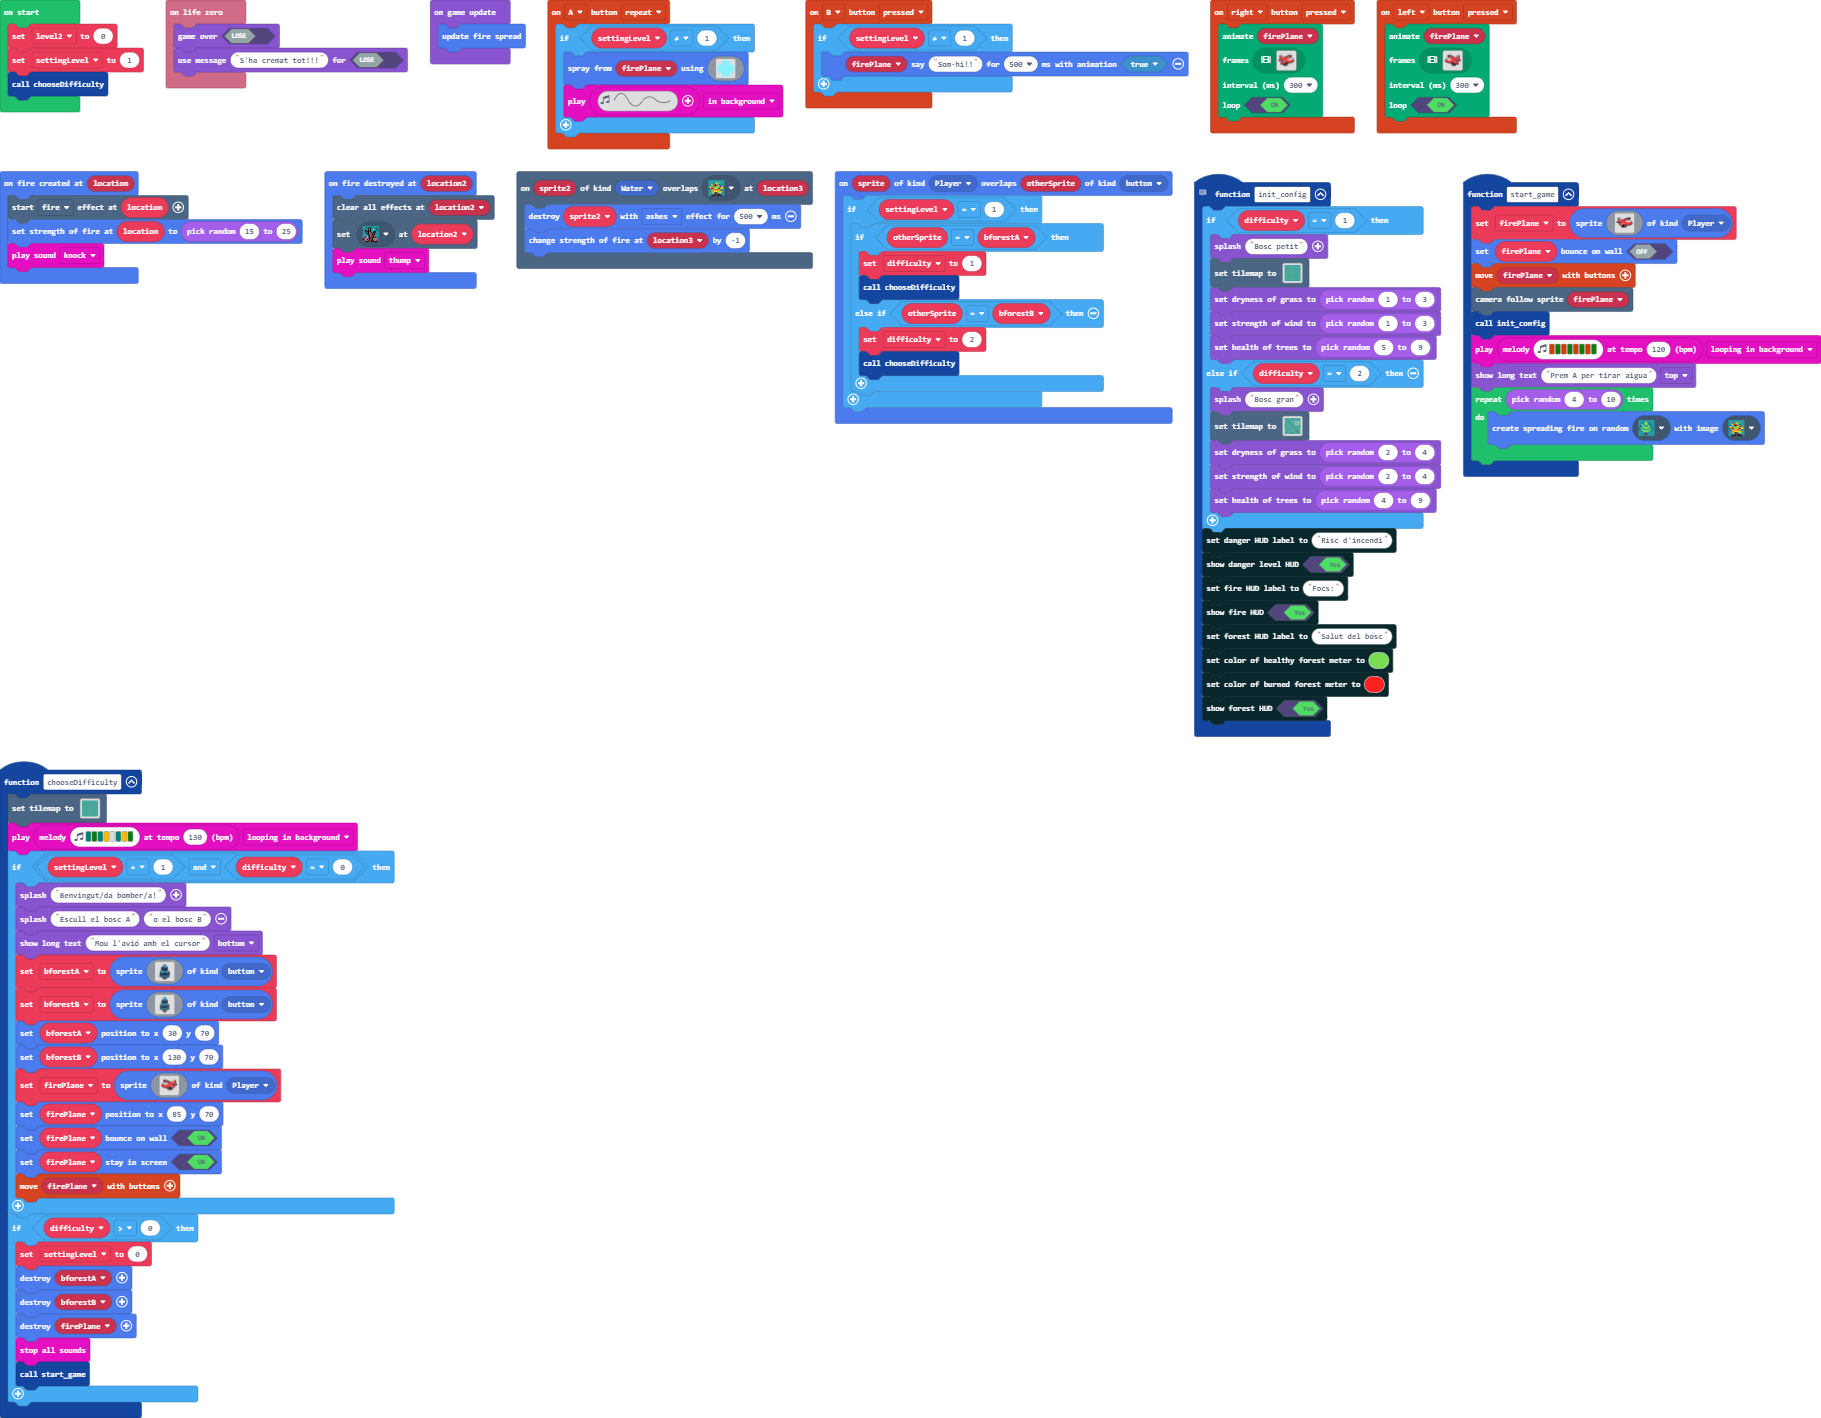 on start
set level2 to 0
set settingLevel to 1
call chooseDifficulty
on life zero
game over LOSE
use message "S'ha cremat tot!!!" for LOSE
on game update
update fire spread
on A button repeat
if settingLevel ≠ 1 then
spray from firePlane using
play in background
on B button pressed
if settingLevel ≠ 1 then
firePlane say "Som-hi!!" for 500 ms with animation true
on right button pressed
animate firePlane
frames
interval (ms) 300
loop ON
on left button pressed
animate firePlane
frames
interval (ms) 300
loop ON
on fire created at location
start fire effect at location
set strength of fire at location to pick random 15 to 25
play sound knock
on fire destroyed at location2
clear all effects at location2
set at location2
play sound thump
on sprite2 of kind Water overlaps at location3
destroy sprite2 with ashes effect for 500 ms
change strength of fire at location3 by -1
on sprite of kind Player overlaps otherSprite of kind button
if settingLevel = 1 then
if otherSprite = bforestA then
set difficulty to 1
call chooseDifficulty
else if otherSprite = bforestB then
set difficulty to 2
call chooseDifficulty
function init_config
if difficulty = 1 then
splash "Bosc petit"
set tilemap to
set dryness of grass to pick random 1 to 3
set strength of wind to pick random 1 to 3
set health of trees to pick random 5 to 9
else if difficulty = 2 then
splash "Bosc gran"
set tilemap to
set dryness of grass to pick random 2 to 4
set strength of wind to pick random 2 to 4
set health of trees to pick random 4 to 9
set danger HUD label to "Risc d'incendi"
show danger level HUD Yes
set fire HUD label to "Focs:"
show fire HUD Yes
set forest HUD label to "Salut del bosc"
set color of healthy forest meter to
set color of burned forest meter to
show forest HUD Yes
function start_game
set firePlane to sprite of kind Player
set firePlane bounce on wall OFF
move firePlane with buttons
camera follow sprite firePlane
call init_config
play melody at tempo 120 (bpm) looping in background
show long text "Prem A per tirar aigua" top
repeat pick random 4 to 10 times
do
create spreading fire on random with image
function chooseDifficulty
set tilemap to
play melody at tempo 130 (bpm) looping in background
if settingLevel = 1 and difficulty = 0 then
splash "Benvingut/da bomber/a!"
splash "Escull el bosc A" "o el bosc B"
show long text "Mou l'avió amb el cursor" bottom
set bforestA to sprite of kind button
set bforestB to sprite of kind button
set bforestA position to x 30 y 70
set bforestB position to x 130 y 70
set firePlane to sprite of kind Player
set firePlane position to x 85 y 70
set firePlane bounce on wall ON
set firePlane stay in screen ON
move firePlane with buttons
if difficulty > 0 then
set settingLevel to 0
destroy bforestA
destroy bforestB
destroy firePlane
stop all sounds
call start_game